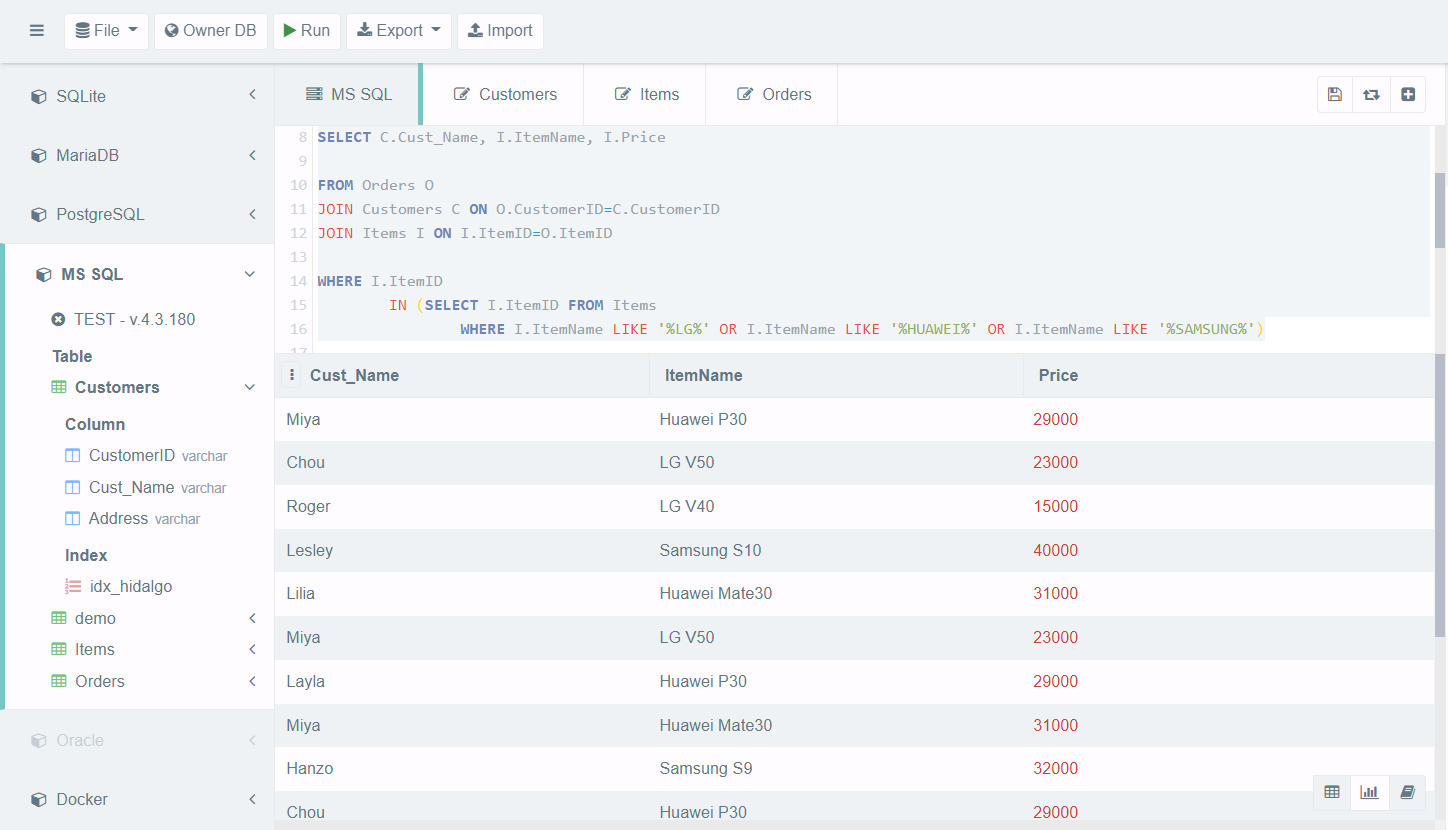 File Owner DB Run Export Import
SQLite
MariaDB
PostgreSQL
MS SQL
TEST - v.4.3.180
Table
Customers
Column
CustomerID varchar
Cust_Name varchar
Address varchar
Index
idx_hidalgo
demo
Items
Orders
Oracle
Docker
MS SQL Customers Items Orders
8 SELECT C.Cust_Name, I.ItemName, I.Price
9
10 FROM Orders O
11 JOIN Customers C ON O.CustomerID=C.CustomerID
12 JOIN Items I ON I.ItemID=O.ItemID
13
14 WHERE I.ItemID
15 IN (SELECT I.ItemID FROM Items
16 WHERE I.ItemName LIKE '%LG%' OR I.ItemName LIKE '%HUAWEI%' OR I.ItemName LIKE '%SAMSUNG%')
17
Cust_Name ItemName Price
Miya Huawei P30 29000
Chou LG V50 23000
Roger LG V40 15000
Lesley Samsung S10 40000
Lilia Huawei Mate30 31000
Miya LG V50 23000
Layla Huawei P30 29000
Miya Huawei Mate30 31000
Hanzo Samsung S9 32000
Chou Huawei P30 29000